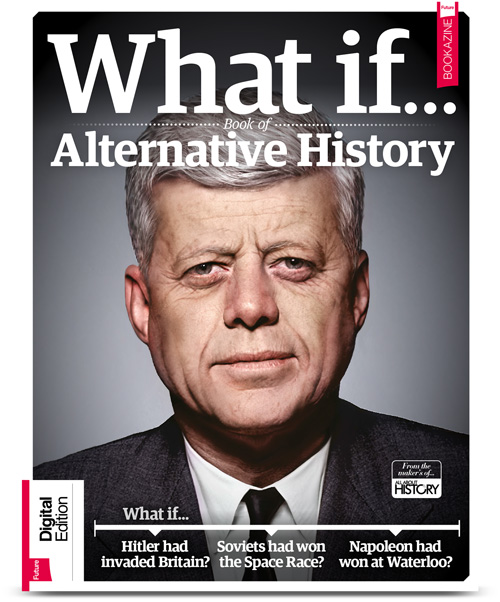 Future
BOOKAZINE
What if...
Book of
Alternative History
From the
maker's of...
ALL ABOUT
HISTORY
Digital
Edition
Future
What if...
Hitler had
invaded Britain?
Soviets had won
the Space Race?
Napoleon had
won at Waterloo?